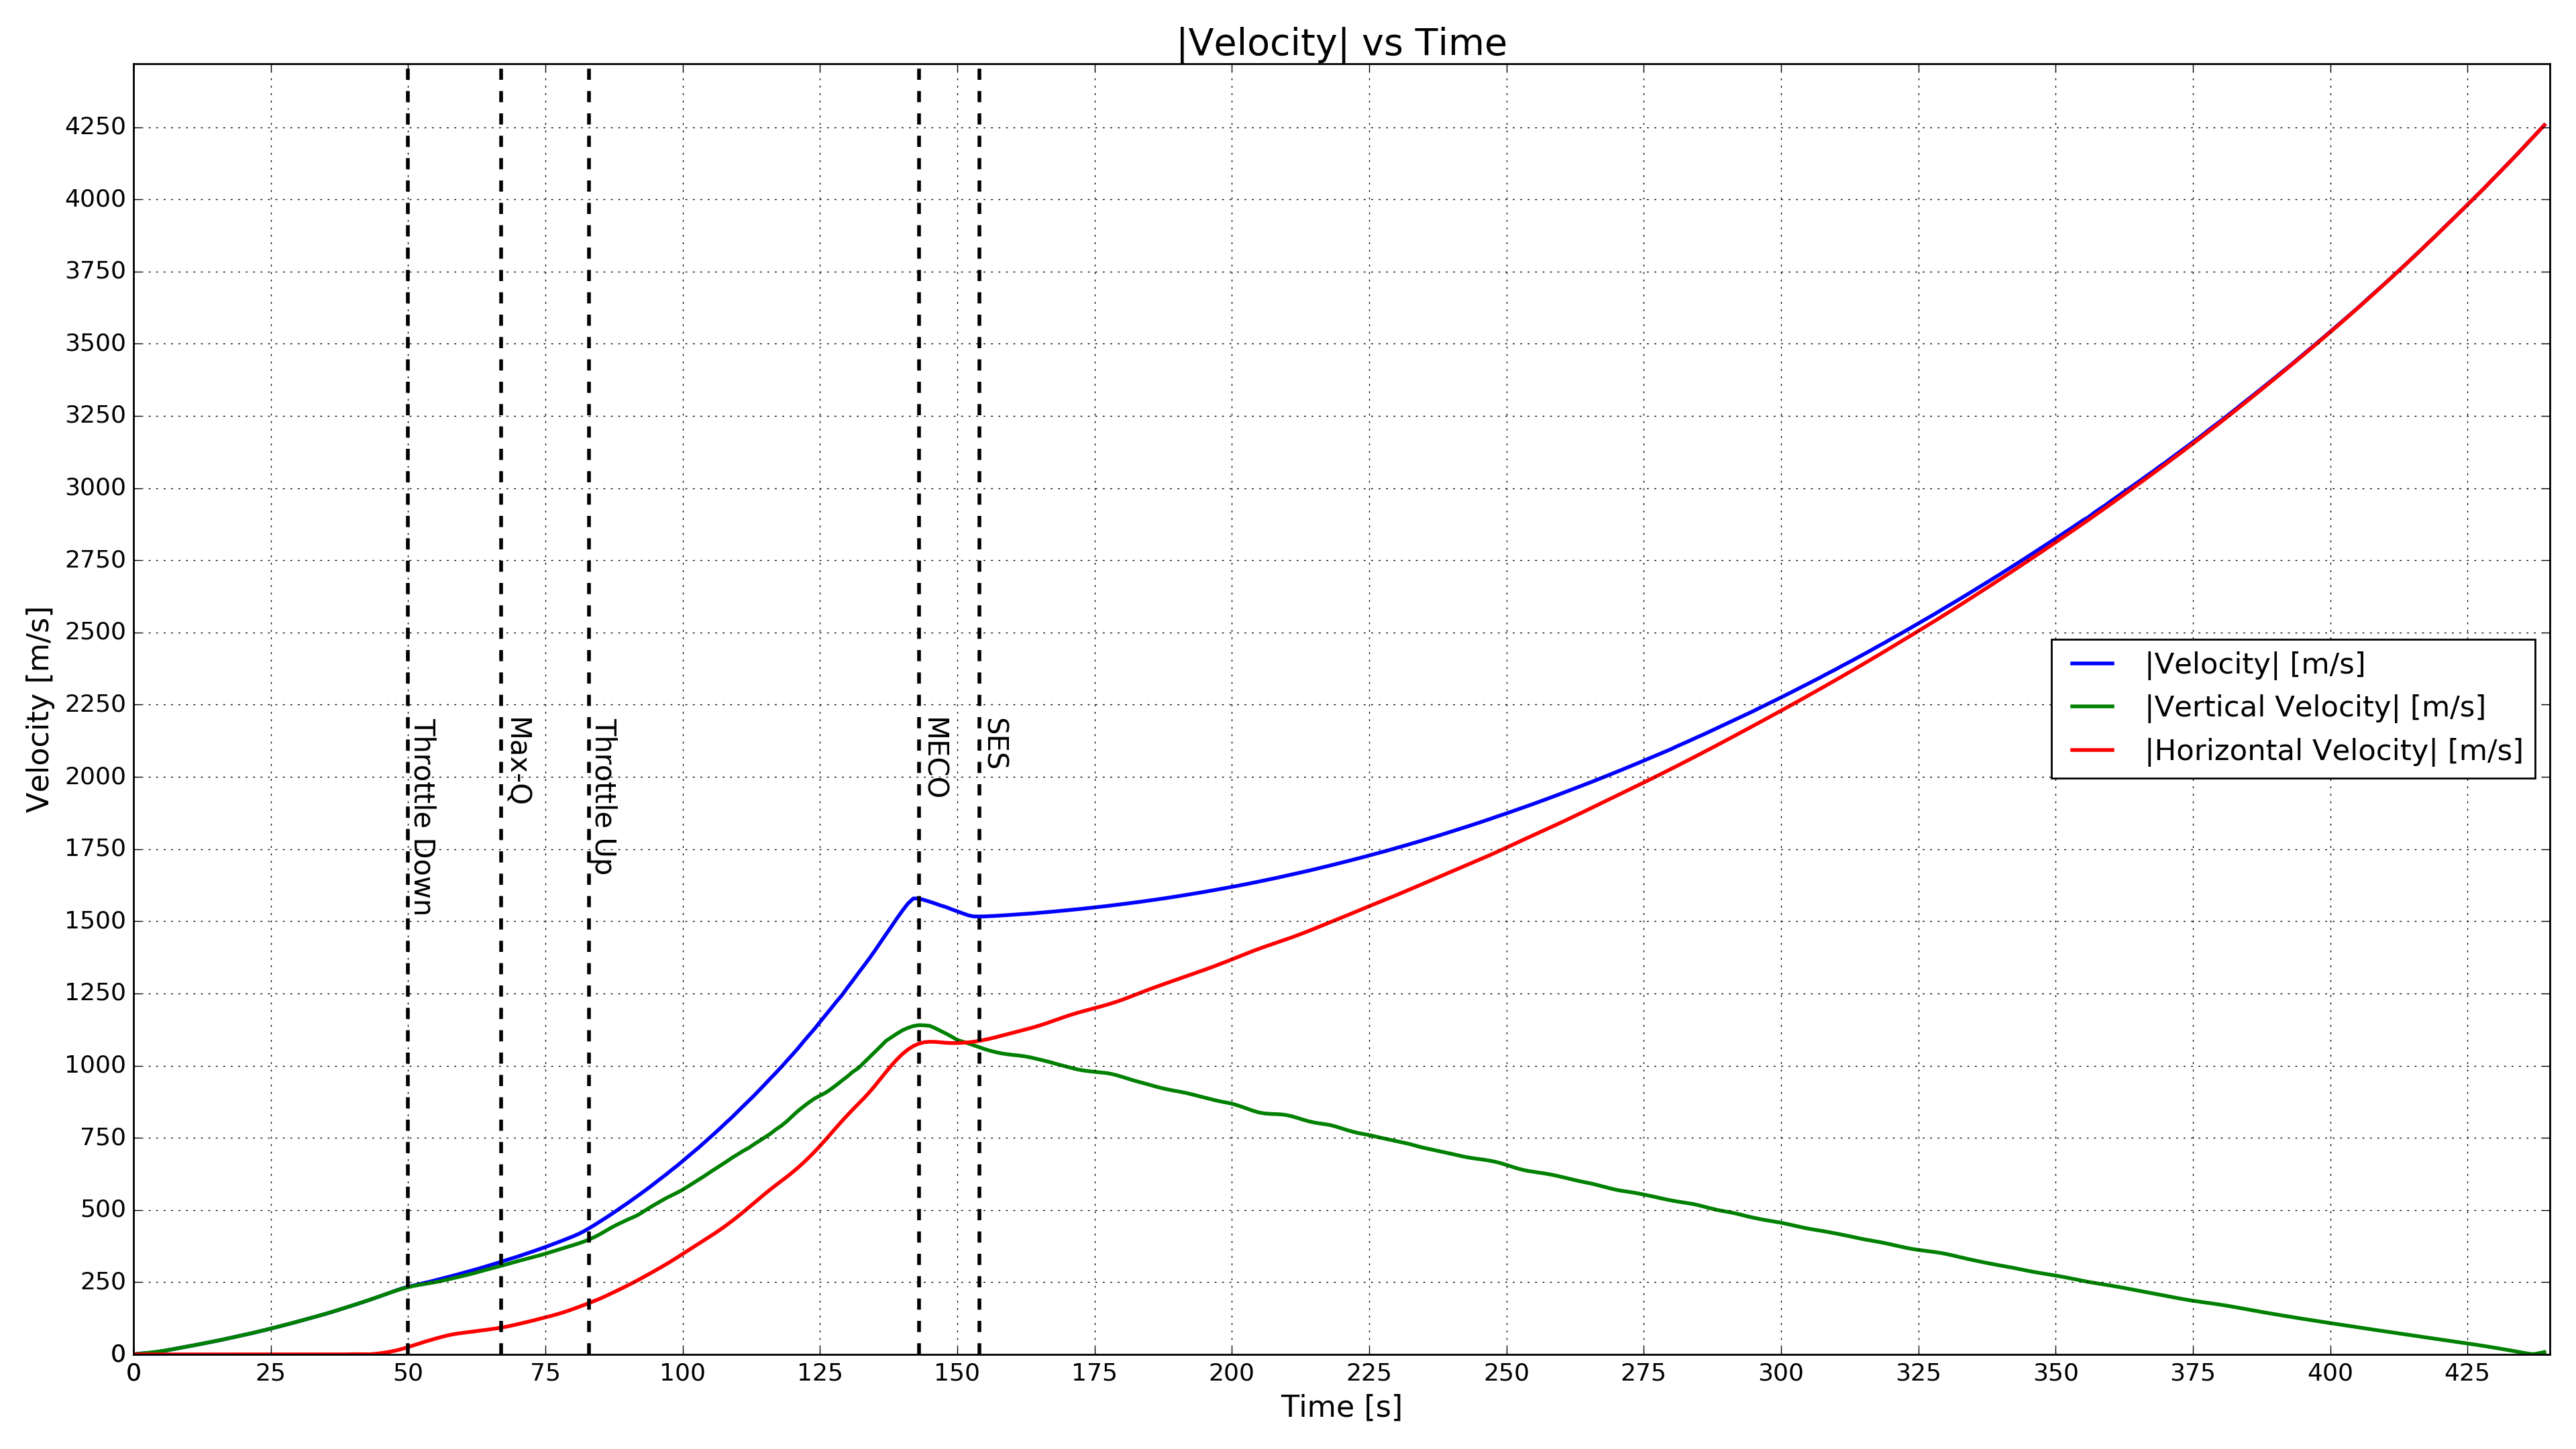 |Velocity| vs Time
Velocity [m/s]
4250
4000
3750
3500
3250
3000
2750
2500
2250
2000
1750
1500
1250
1000
750
500
250
0
Throttle Down
Max-Q
Throttle Up
MECO
SES
|Velocity| [m/s]
|Vertical Velocity| [m/s]
|Horizontal Velocity| [m/s]
0 25 50 75 100 125 150 175 200 225 250 275 300 325 350 375 400 425
Time [s]